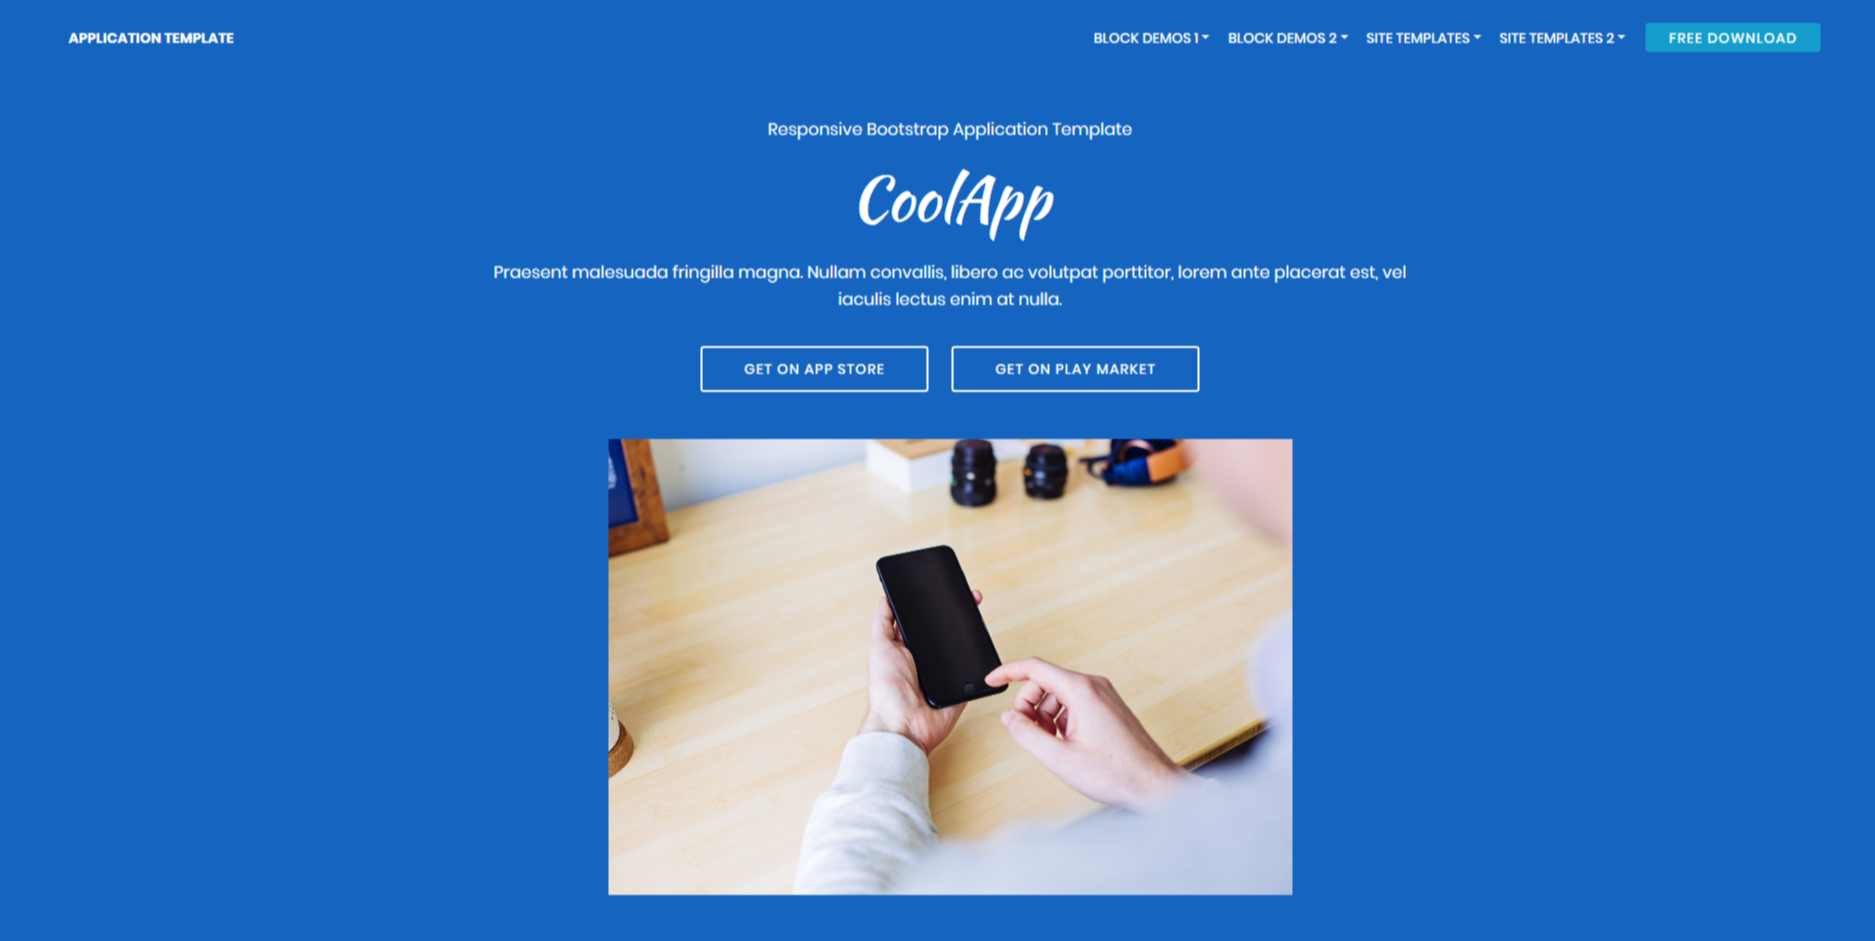 APPLICATION TEMPLATE
BLOCK DEMOS 1
BLOCK DEMOS 2
SITE TEMPLATES
SITE TEMPLATES 2
FREE DOWNLOAD
Responsive Bootstrap Application Template
CoolApp
Praesent malesuada fringilla magna. Nullam convallis, libero ac volutpat porttitor, lorem ante placerat est, vel
iaculis lectus enim at nulla.
GET ON APP STORE
GET ON PLAY MARKET